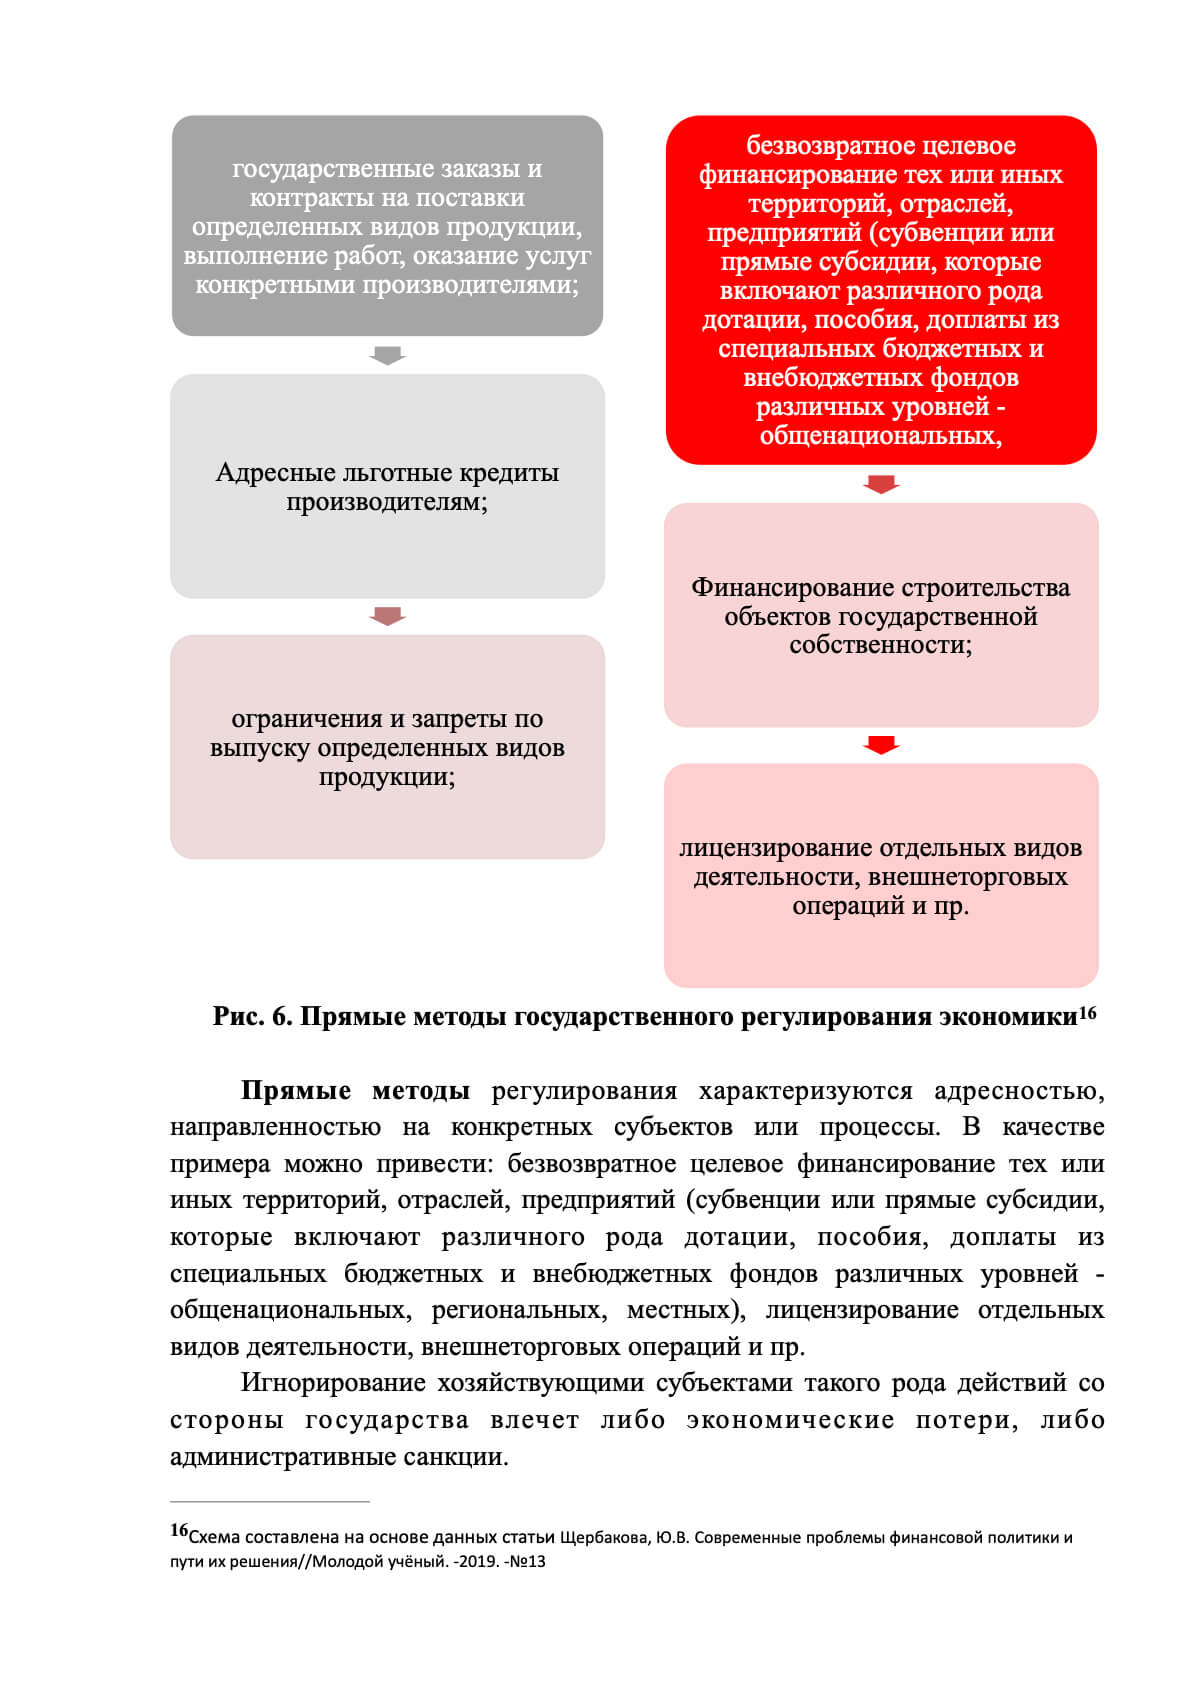 государственные заказы и
контракты на поставки
определенных видов продукции,
выполнение работ, оказание услуг
конкретными производителями;
Адресные льготные кредиты
производителям;
ограничения и запреты по
выпуску определенных видов
продукции;
безвозвратное целевое
финансирование тех или иных
территорий, отраслей,
предприятий (субвенции или
прямые субсидии, которые
включают различного рода
дотации, пособия, доплаты из
специальных бюджетных и
внебюджетных фондов
различных уровней -
общенациональных,
Финансирование строительства
объектов государственной
собственности;
лицензирование отдельных видов
деятельности, внешнеторговых
операций и пр.
Рис. 6. Прямые методы государственного регулирования экономики16
Прямые методы регулирования характеризуются адресностью,
направленностью на конкретных субъектов или процессы. В качестве
примера можно привести: безвозвратное целевое финансирование тех или
иных территорий, отраслей, предприятий (субвенции или прямые субсидии,
которые включают различного рода дотации, пособия, доплаты из
специальных бюджетных и внебюджетных фондов различных уровней -
общенациональных, региональных, местных), лицензирование отдельных
видов деятельности, внешнеторговых операций и пр.
Игнорирование хозяйствующими субъектами такого рода действий со
стороны государства влечет либо экономические потери, либо
административные санкции.
16Схема составлена на основе данных статьи Щербакова, Ю.В. Современные проблемы финансовой политики и
пути их решения//Молодой учёный. -2019. -№13